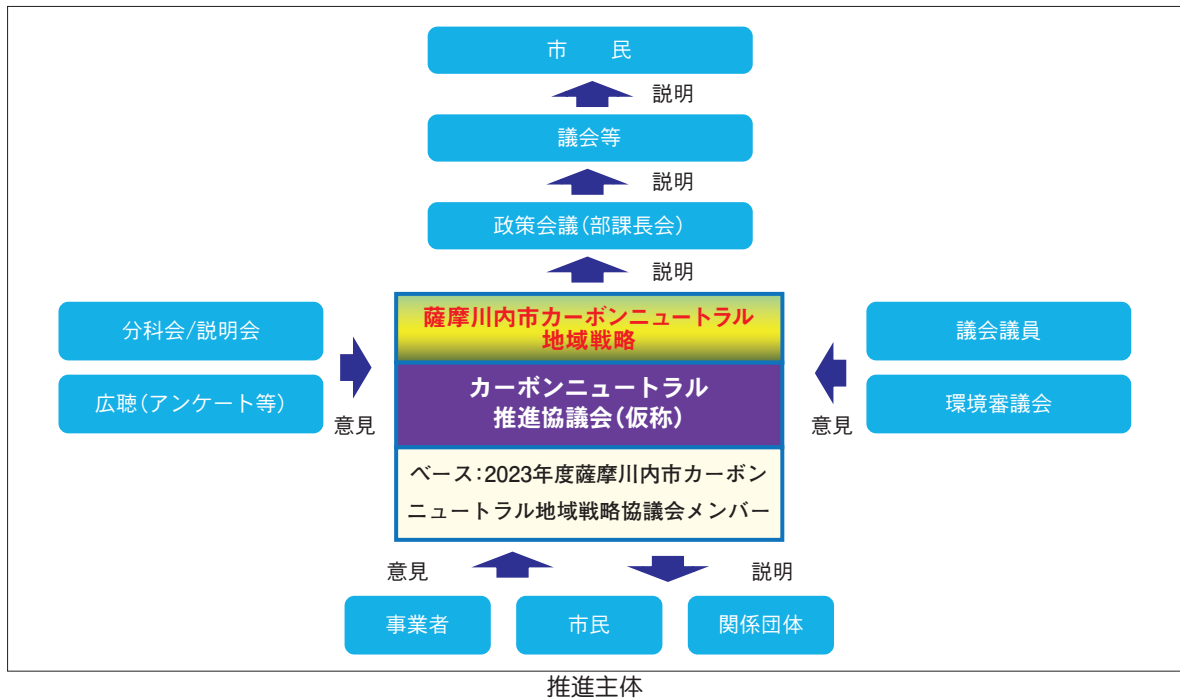 市　　民
説明
議会等
説明
政策会議(部課長会)
説明
分科会/説明会
広聴(アンケート等)
意見
薩摩川内市カーボンニュートラル
地域戦略
カーボンニュートラル
推進協議会(仮称)
ベース:2023年度薩摩川内市カーボン
ニュートラル地域戦略協議会メンバー
議会議員
環境審議会
意見
意見
説明
事業者
市民
関係団体
推進主体